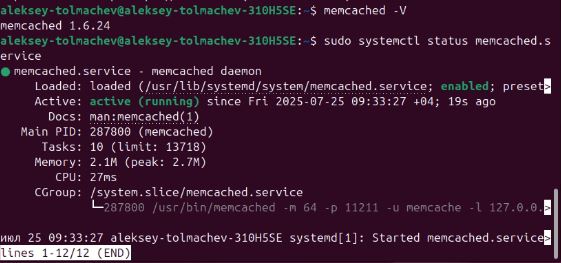 aleksey-tolmachev@aleksey-tolmachev-310H5SE:~$ memcached -V
memcached 1.6.24
aleksey-tolmachev@aleksey-tolmachev-310H5SE:~$ sudo systemctl status memcached.s
ervice
● memcached.service - memcached daemon
     Loaded: loaded (/usr/lib/systemd/system/memcached.service; enabled; preset>
     Active: active (running) since Fri 2025-07-25 09:33:27 +04; 19s ago
       Docs: man:memcached(1)
   Main PID: 287800 (memcached)
      Tasks: 10 (limit: 13718)
     Memory: 2.1M (peak: 2.7M)
        CPU: 27ms
     CGroup: /system.slice/memcached.service
             └─287800 /usr/bin/memcached -m 64 -p 11211 -u memcache -l 127.0.0.>
июл 25 09:33:27 aleksey-tolmachev-310H5SE systemd[1]: Started memcached.service>
lines 1-12/12 (END)